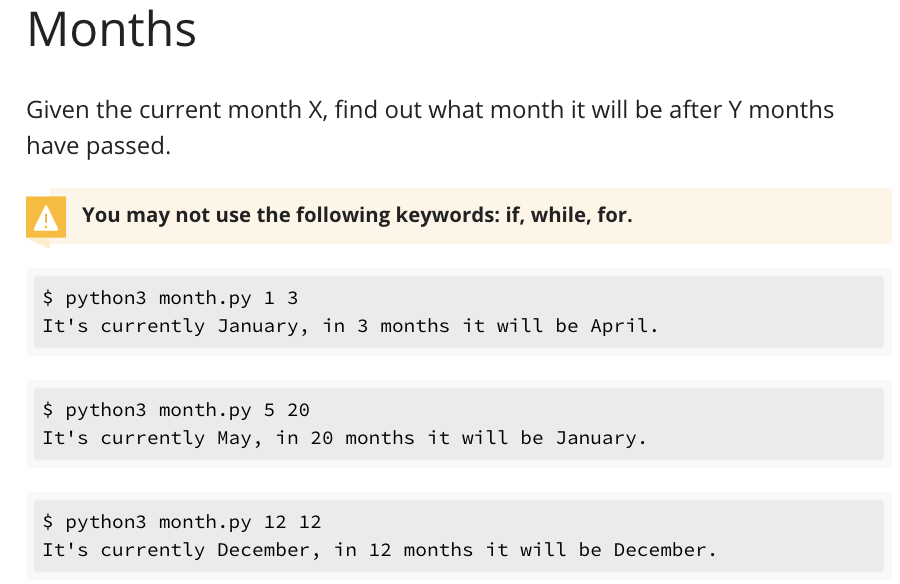 Months
Given the current month X, find out what month it will be after Y months
have passed.
You may not use the following keywords: if, while, for.
$ python3 month.py 1 3
It's currently January, in 3 months it will be April.
$ python3 month.py 5 20
It's currently May, in 20 months it will be January.
$ python3 month.py 12 12
It's currently December, in 12 months it will be December.